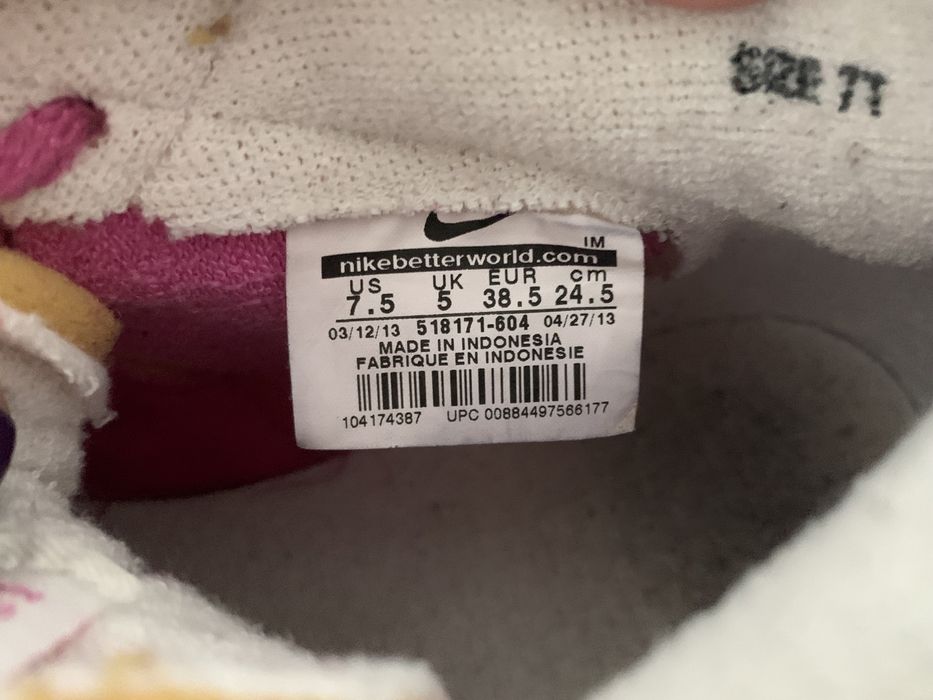 SIZE 7T
IM
nikebetterworld.com
US UK EUR cm
7.5 5 38.5 24.5
03/12/13 518171-604 04/27/13
MADE IN INDONESIA
FABRIQUE EN INDONESIE
104174387 UPC 00884497566177